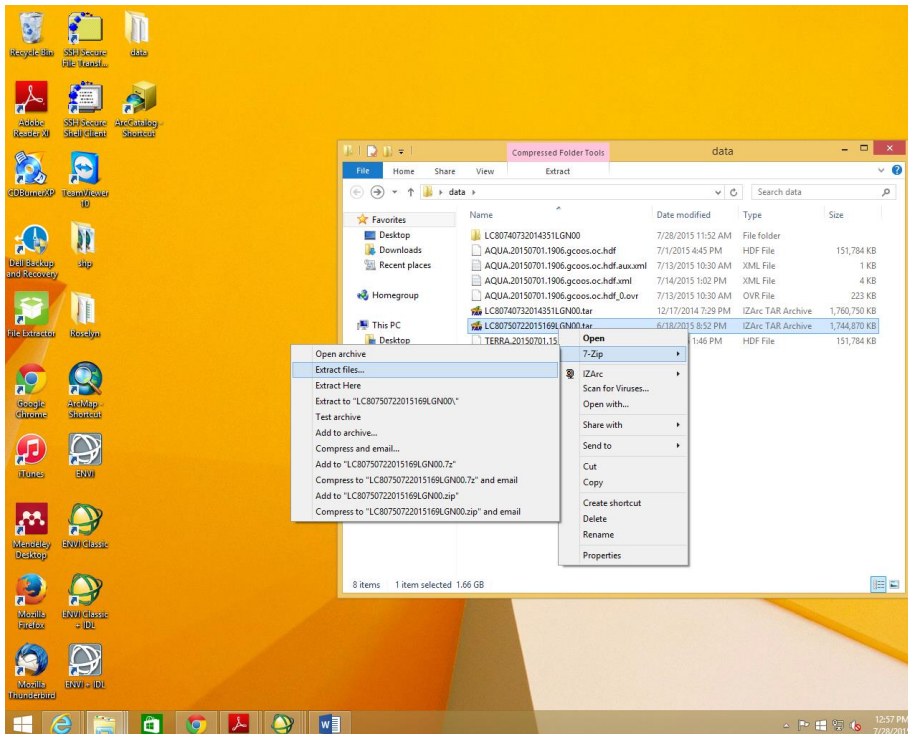 Recycle Bin
SSH Secure File Transf...
data
Adobe Reader XI
SSH Secure Shell Client
ArcCatalog - Shortcut
CDBurnerXP
TeamViewer 10
Dell Backup and Recovery
ship
File Extractor
Roselyn
Google Chrome
ArcMap - Shortcut
iTunes
ENVI
Mendeley Desktop
ENVI Classic
Mozilla Firefox
ENVI Classic + IDL
Mozilla Thunderbird
ENVI + IDL
Compressed Folder Tools
data
File Home Share View Extract
data
Search data
Favorites
Desktop
Downloads
Recent places
Homegroup
This PC
Desktop
Name Date modified Type Size
LC80740732014351LGN00 7/28/2015 11:52 AM File folder
AQUA.20150701.1906.gcoos.oc.hdf 7/1/2015 4:45 PM HDF File 151,784 KB
AQUA.20150701.1906.gcoos.oc.hdf.aux.xml 7/13/2015 10:30 AM XML File 1 KB
AQUA.20150701.1906.gcoos.oc.hdf.xml 7/14/2015 1:02 PM XML File 4 KB
AQUA.20150701.1906.gcoos.oc.hdf_0.ovr 7/13/2015 10:30 AM OVR File 223 KB
LC80740732014351LGN00.tar 12/17/2014 7:29 PM IZArc TAR Archive 1,760,750 KB
LC80750722015169LGN00.tar 6/18/2015 8:52 PM IZArc TAR Archive 1,744,870 KB
TERRA.20150701.15 1:46 PM HDF File 151,784 KB
Open
7-Zip
IZArc
Scan for Viruses...
Open with...
Share with
Send to
Cut
Copy
Create shortcut
Delete
Rename
Properties
Open archive
Extract files...
Extract Here
Extract to "LC80750722015169LGN00\"
Test archive
Add to archive...
Compress and email...
Add to "LC80750722015169LGN00.7z"
Compress to "LC80750722015169LGN00.7z" and email
Add to "LC80750722015169LGN00.zip"
Compress to "LC80750722015169LGN00.zip" and email
8 items 1 item selected 1.66 GB
12:57 PM
7/28/201